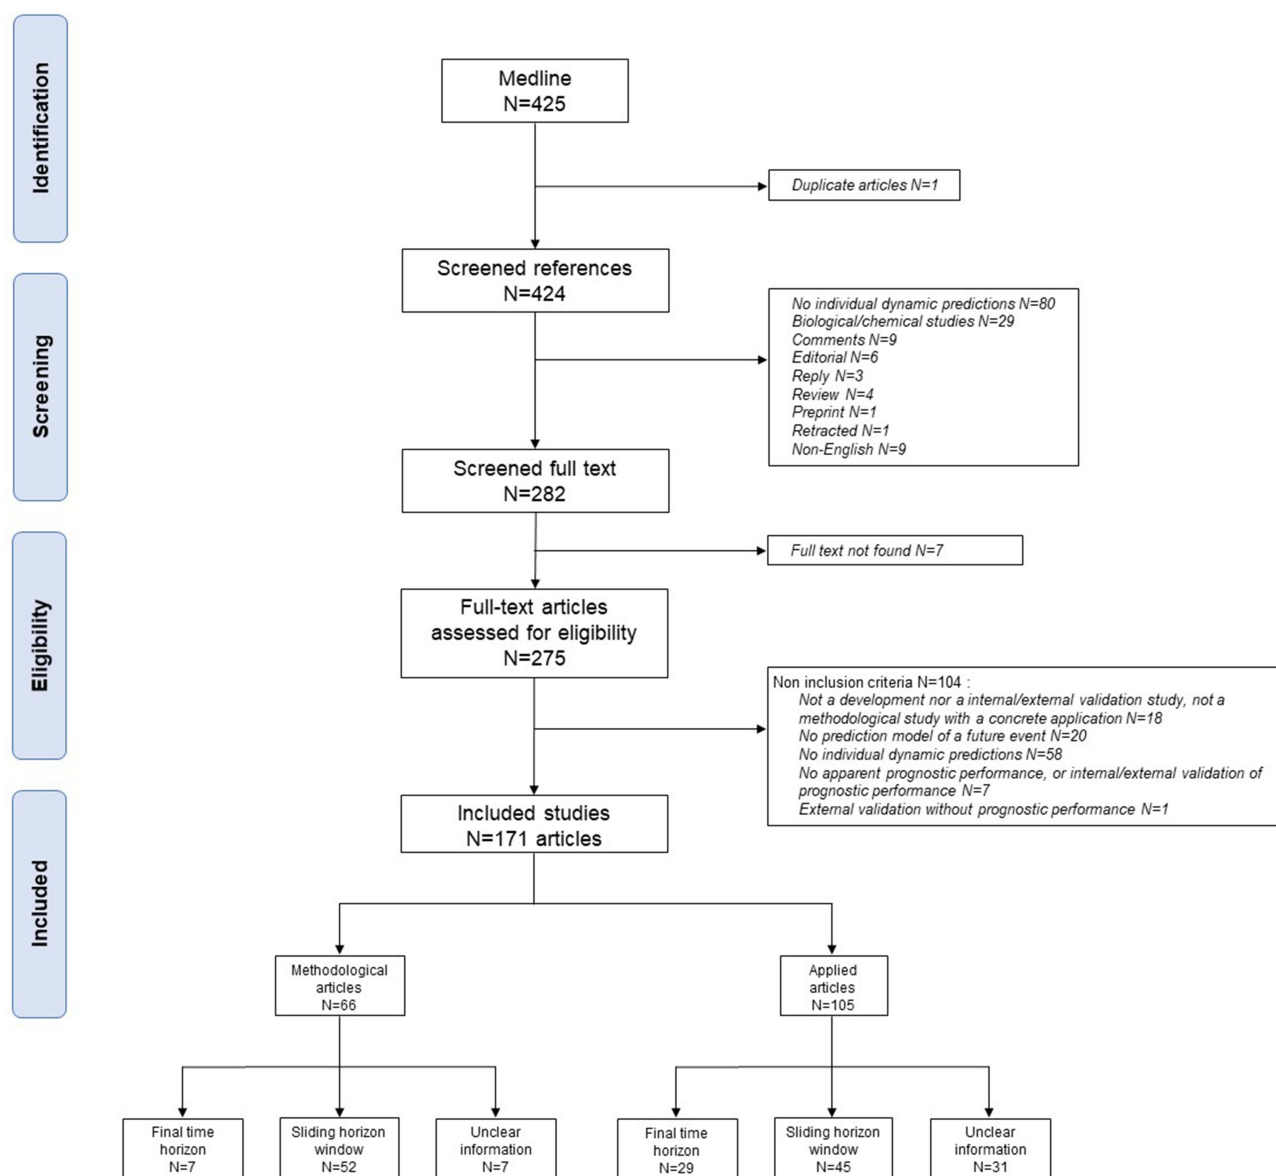 Identification
Medline
N=425
Duplicate articles N=1
Screening
Screened references
N=424
No individual dynamic predictions N=80
Biological/chemical studies N=29
Comments N=9
Editorial N=6
Reply N=3
Review N=4
Preprint N=1
Retracted N=1
Non-English N=9
Screened full text
N=282
Eligibility
Full text not found N=7
Full-text articles
assessed for eligibility
N=275
Non inclusion criteria N=104 :
Not a development nor a internal/external validation study, not a
methodological study with a concrete application N=18
No prediction model of a future event N=20
No individual dynamic predictions N=58
No apparent prognostic performance, or internal/external validation of
prognostic performance N=7
External validation without prognostic performance N=1
Included
Included studies
N=171 articles
Methodological
articles
N=66
Applied
articles
N=105
Final time
horizon
N=7
Sliding horizon
window
N=52
Unclear
information
N=7
Final time
horizon
N=29
Sliding horizon
window
N=45
Unclear
information
N=31